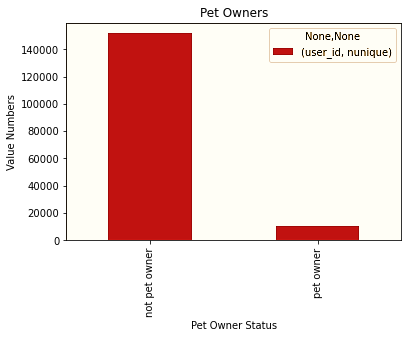 Pet Owners
None,None
(user_id, nunique)
Value Numbers
140000
120000
100000
80000
60000
40000
20000
0
not pet owner
pet owner
Pet Owner Status